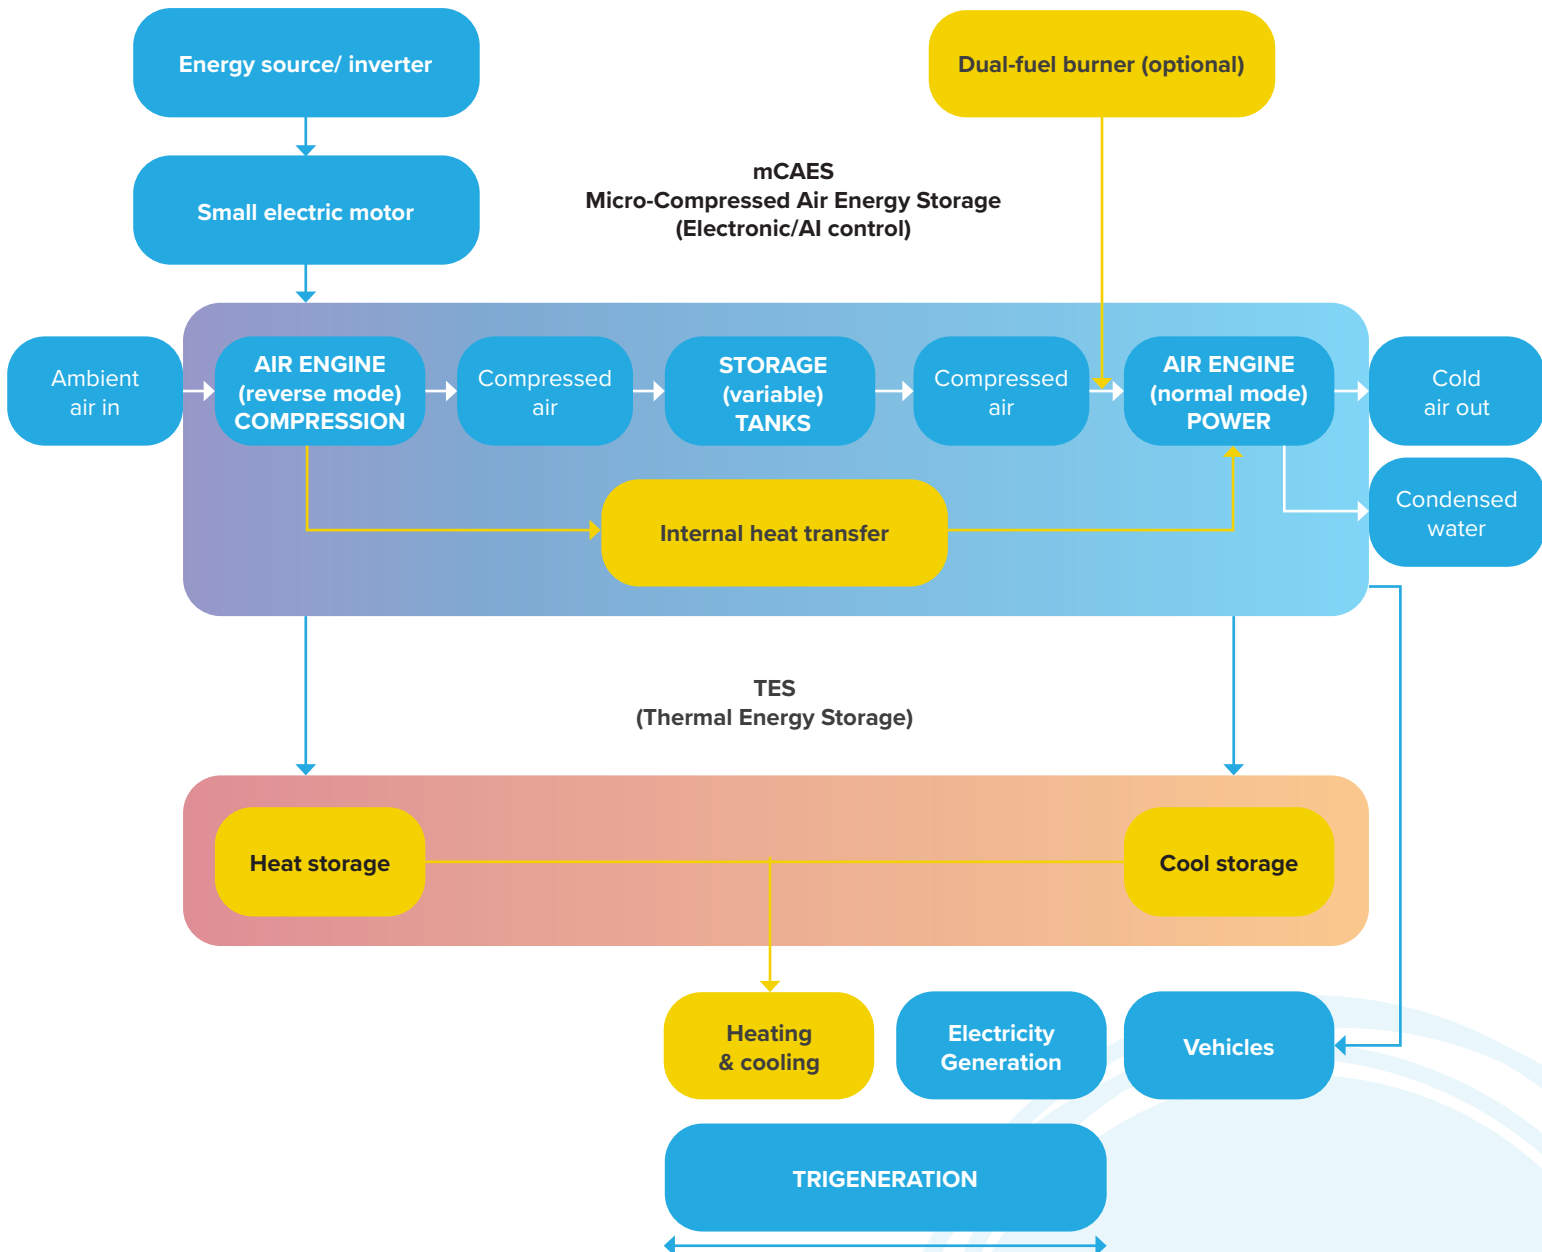 Energy source/ inverter
Dual-fuel burner (optional)
Small electric motor
mCAES
Micro-Compressed Air Energy Storage
(Electronic/AI control)
Ambient
air in
AIR ENGINE
(reverse mode)
COMPRESSION
Compressed
air
STORAGE
(variable)
TANKS
Compressed
air
AIR ENGINE
(normal mode)
POWER
Cold
air out
Condensed
water
Internal heat transfer
TES
(Thermal Energy Storage)
Heat storage
Cool storage
Heating
& cooling
Electricity
Generation
Vehicles
TRIGENERATION